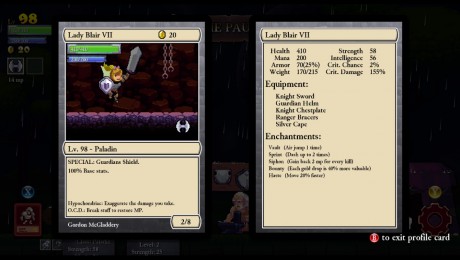 Lv. 98
Lady Blair VII
20
Lv. 98 - Paladin
SPECIAL: Guardians Shield.
100% Base stats.
Hypochondriac: Exaggerates the damage you take.
O.C.D.: Break stuff to restore MP.
Gordon McGladdery
2/8
Lady Blair VII
Health 410 Strength 58
Mana 200 Intelligence 56
Armor 70(25%) Crit. Chance 2%
Weight 170/215 Crit. Damage 155%
Equipment:
Knight Sword
Guardian Helm
Knight Chestplate
Ranger Bracers
Silver Cape
Enchantments:
Vault (Air jump 1 time)
Sprint (Dash up to 2 times)
Siphon (Gain back 2 mp for every kill)
Bounty (Each gold drop is 40% more valuable)
Haste (Move 20% faster)
B to exit profile card